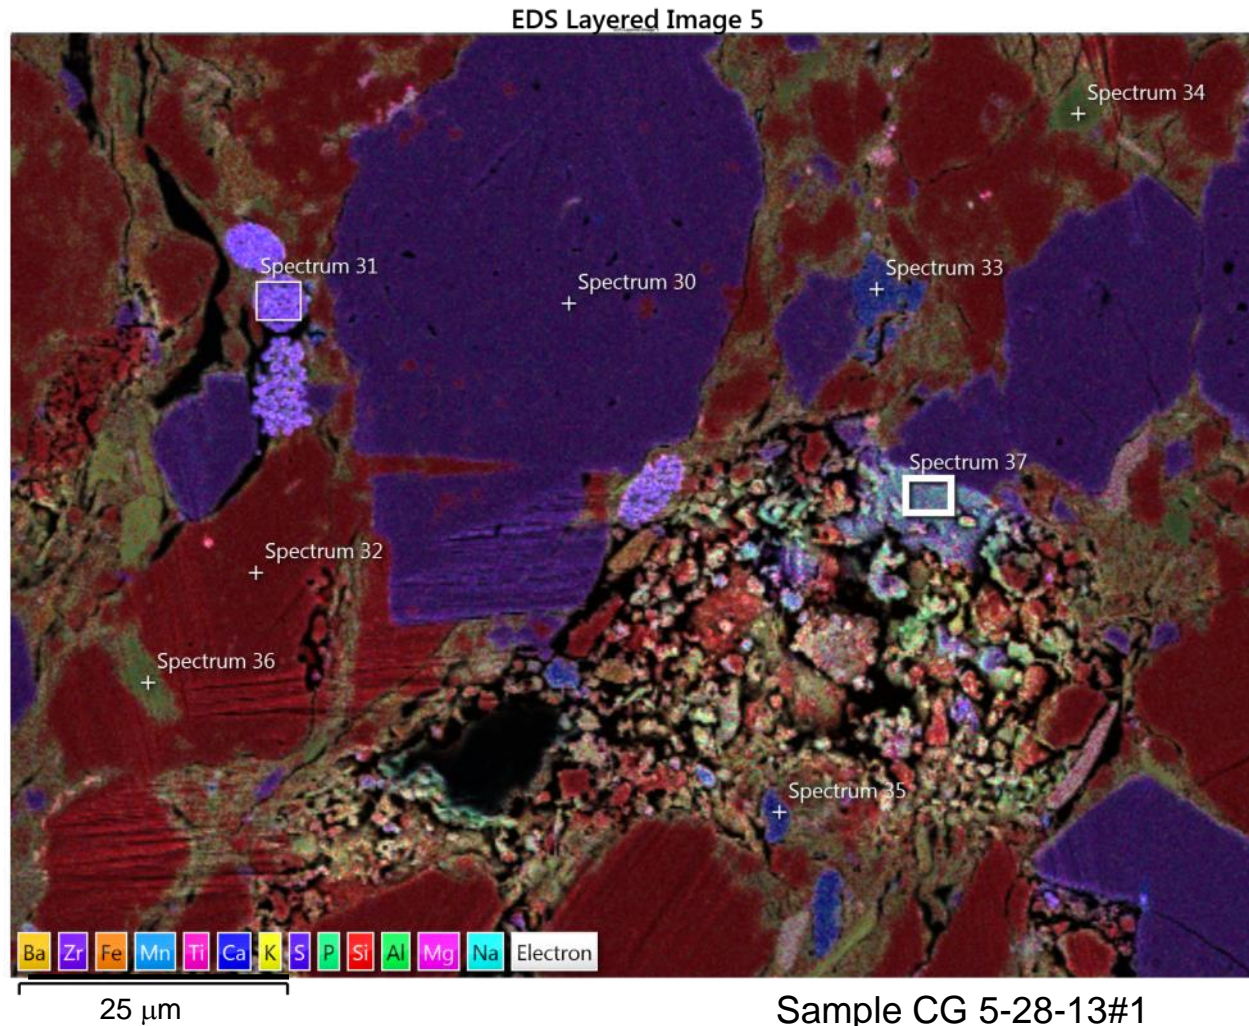 EDS Layered Image 5
Spectrum 34
Spectrum 31
Spectrum 30
Spectrum 33
Spectrum 37
Spectrum 32
Spectrum 36
Spectrum 35
Ba Zr Fe Mn Ti Ca K S P Si Al Mg Na Electron
25 μm
Sample CG 5-28-13#1